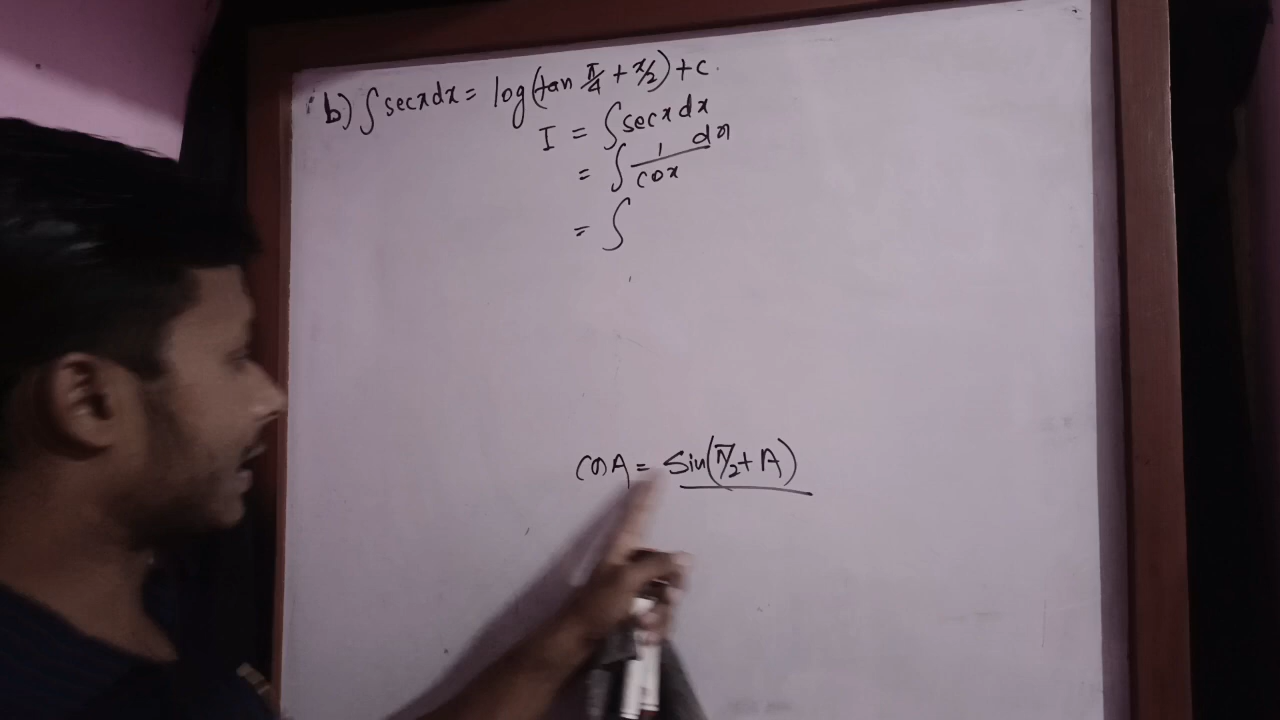 b) ∫ secx dx = log(tan π/4 + x/2) + c.
I = ∫ secx dx
= ∫ 1/cosx dx
= ∫
cosA = Sin(π/2 + A)